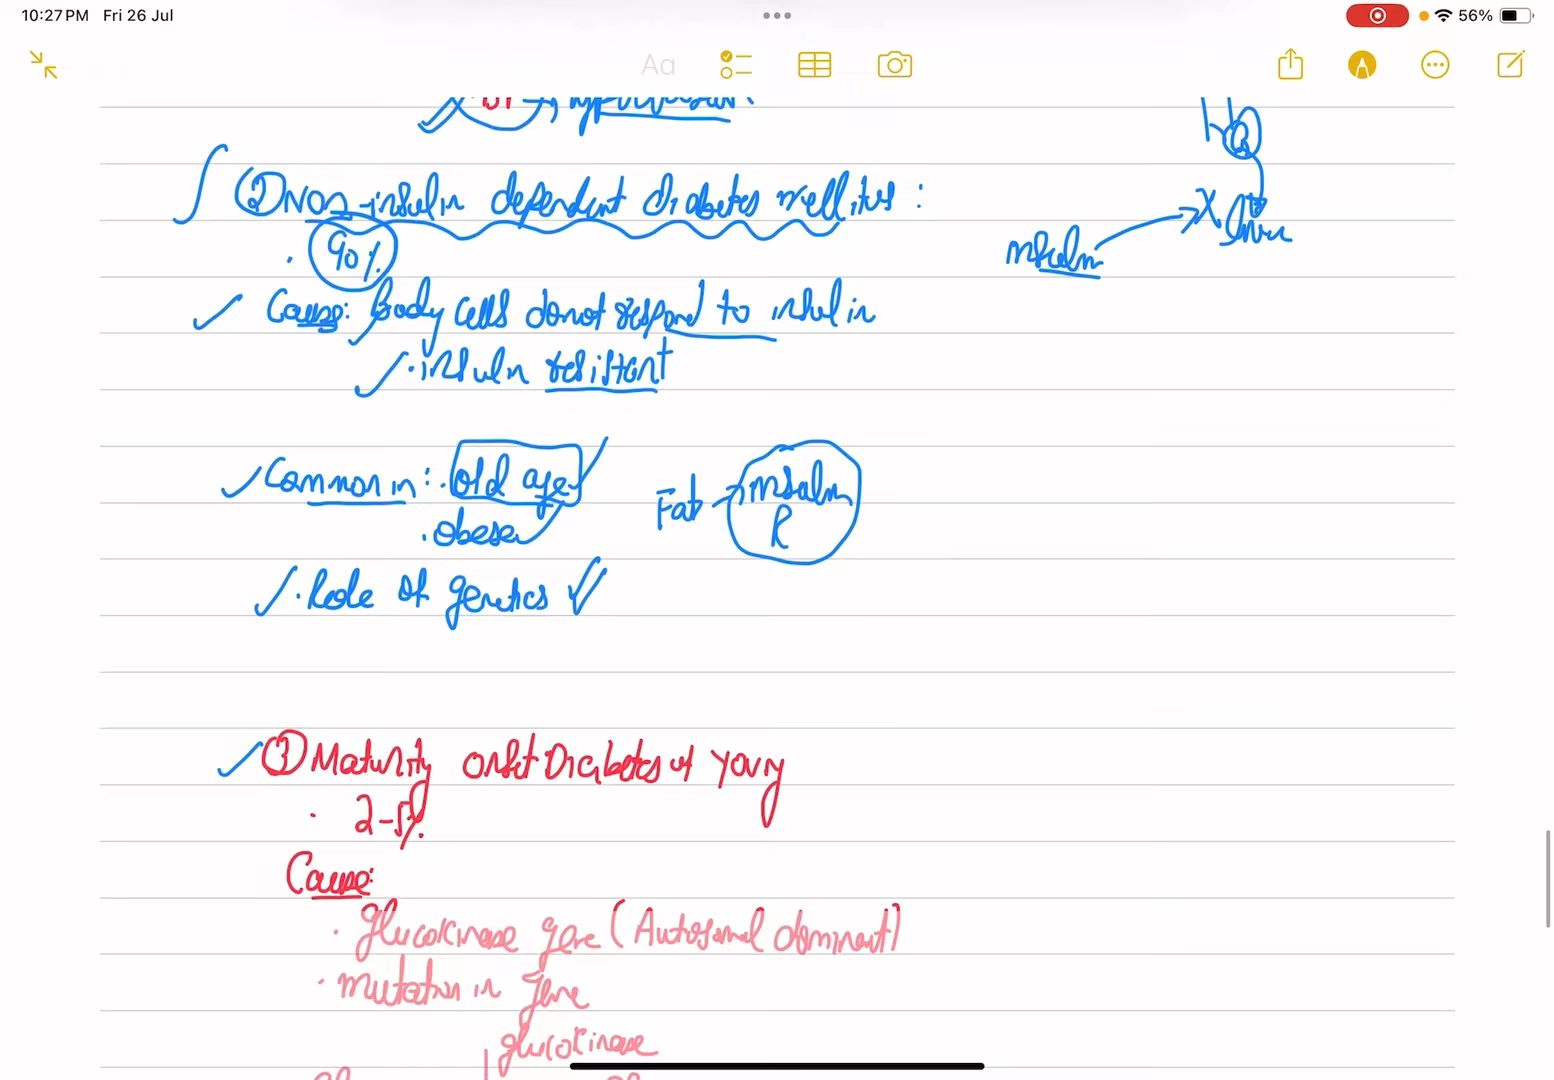 10:27 PM Fri 26 Jul
56%
Aa
② Non-insulin dependent diabetes mellitus:
. 90%
insulin → X
Cause: Body cells do not respond to insulin
. insulin resistant
Common in: . old age
Fat → insulin
R
. obese
. Role of genetics
③ Maturity onset Diabetes of young
. 2-5%.
Cause:
. glucokinase gene (Autosomal dominant)
. mutation in gene
glucokinase